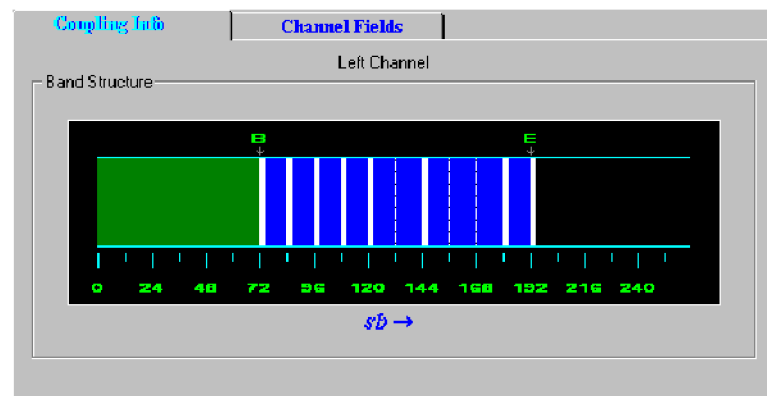 Coupling Info Channel Fields
Left Channel
Band Structure
B E
0 24 48 72 96 120 144 168 192 216 240
sb →